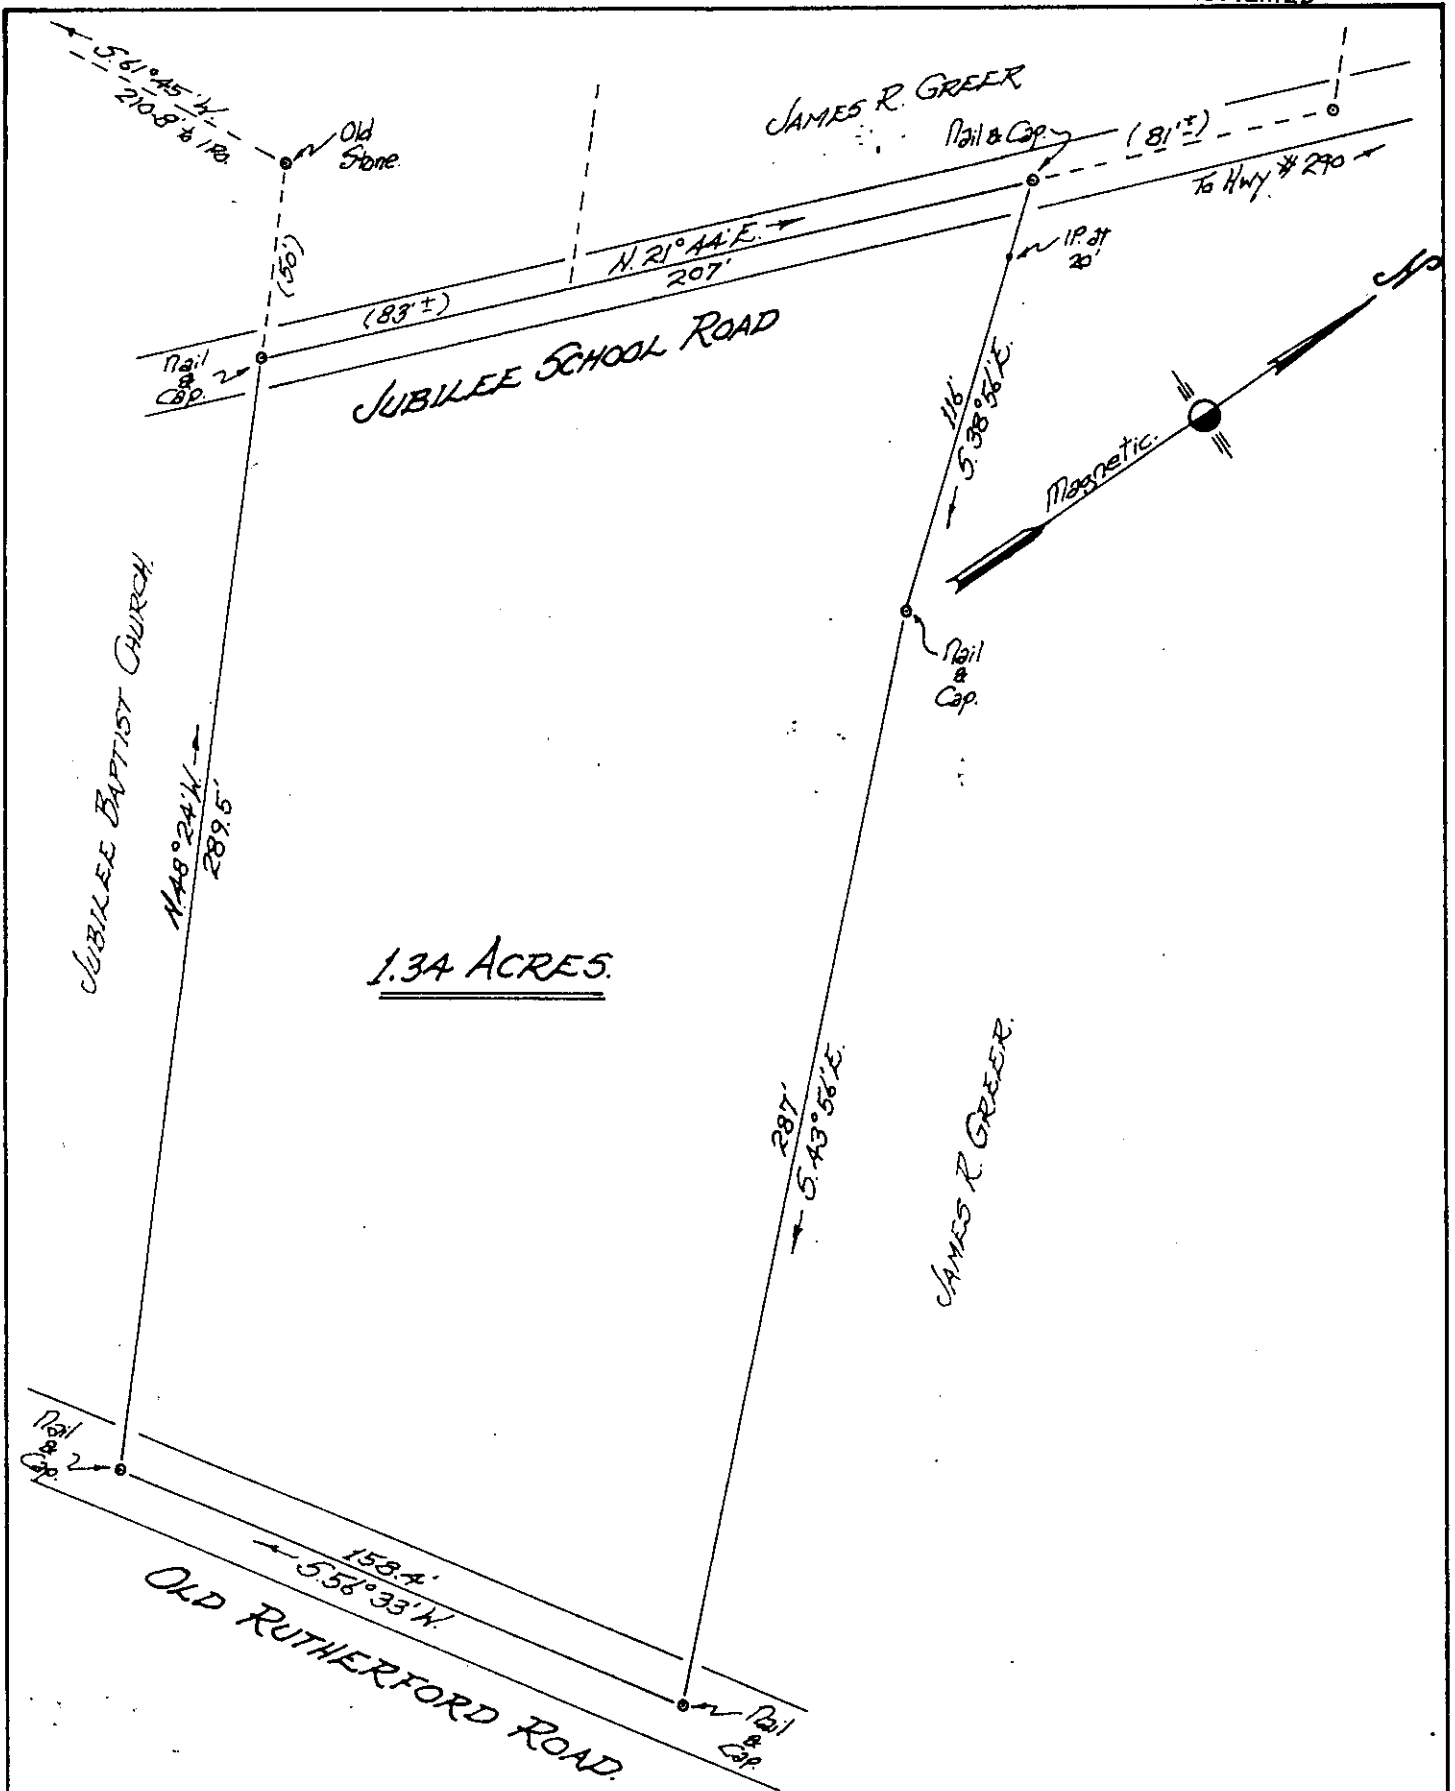 S. 61° 45' W.
210-8 to I Po.
Old
Stone.
JAMES R. GREER
Nail & Cap.
(81'±)
To Hwy. # 290
(50')
N. 21° 44' E.
207'
I.P. at
20'
(83'±)
Nail
&
Cap.
JUBILEE SCHOOL ROAD
116'
S. 38° 56' E.
N
Magnetic.
Nail
&
Cap.
JUBILEE BAPTIST CHURCH.
N. 48° 24' W.
289.5'
1.34 ACRES.
287'
S. 43° 56' E.
JAMES R. GREER.
Nail
&
Cap.
158.4'
S. 56° 33' W.
OLD RUTHERFORD ROAD.
Nail
&
Cap.